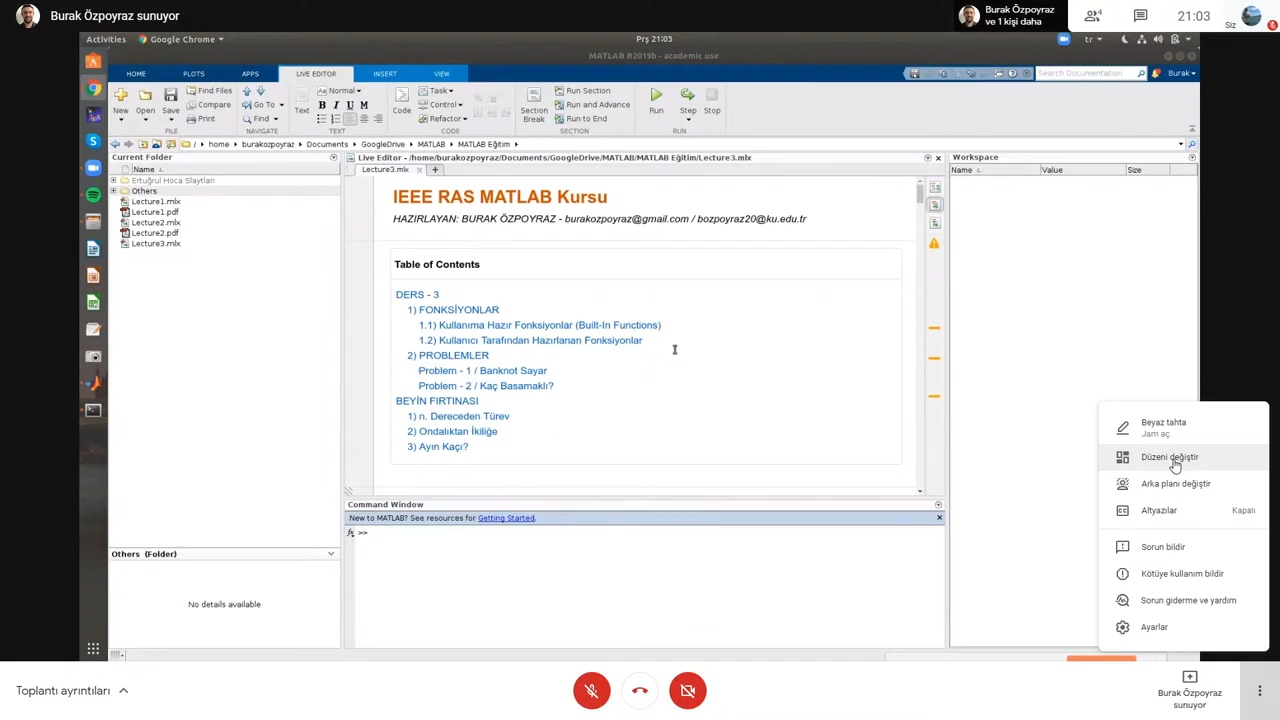 Burak Özpoyraz sunuyor
Burak Özpoyraz
ve 1 kişi daha
4
21:03
Siz
Activities
Google Chrome
Prş 21:03
tr
MATLAB R2019b - academic use
HOME
PLOTS
APPS
LIVE EDITOR
INSERT
VIEW
Search Documentation
Burak
New
Open
Save
Find Files
Compare
Print
FILE
Go To
Find
NAVIGATE
Text
Normal
B I U M
TEXT
Code
Task
Control
Refactor
CODE
Section
Break
Run Section
Run and Advance
Run to End
SECTION
Run
Step
Stop
RUN
/ home burakozpoyraz Documents GoogleDrive MATLAB MATLAB Eğitim
Current Folder
Name
Ertuğrul Hoca Slaytları
Others
Lecture1.mlx
Lecture1.pdf
Lecture2.mlx
Lecture2.pdf
Lecture3.mlx
Others (Folder)
No details available
Live Editor - /home/burakozpoyraz/Documents/GoogleDrive/MATLAB/MATLAB Eğitim/Lecture3.mlx
Lecture3.mlx
IEEE RAS MATLAB Kursu
HAZIRLAYAN: BURAK ÖZPOYRAZ - burakozpoyraz@gmail.com / bozpoyraz20@ku.edu.tr
Table of Contents
DERS - 3
1) FONKSİYONLAR
1.1) Kullanıma Hazır Fonksiyonlar (Built-In Functions)
1.2) Kullanıcı Tarafından Hazırlanan Fonksiyonlar
2) PROBLEMLER
Problem - 1 / Banknot Sayar
Problem - 2 / Kaç Basamaklı?
BEYİN FIRTINASI
1) n. Dereceden Türev
2) Ondalıktan İkiliğe
3) Ayın Kaçı?
Command Window
New to MATLAB? See resources for Getting Started.
fx >>
Workspace
Name
Value
Size
Beyaz tahta
Jam aç
Düzeni değiştir
Arka planı değiştir
Altyazılar
Kapalı
Sorun bildir
Kötüye kullanım bildir
Sorun giderme ve yardım
Ayarlar
Toplantı ayrıntıları
Burak Özpoyraz
sunuyor